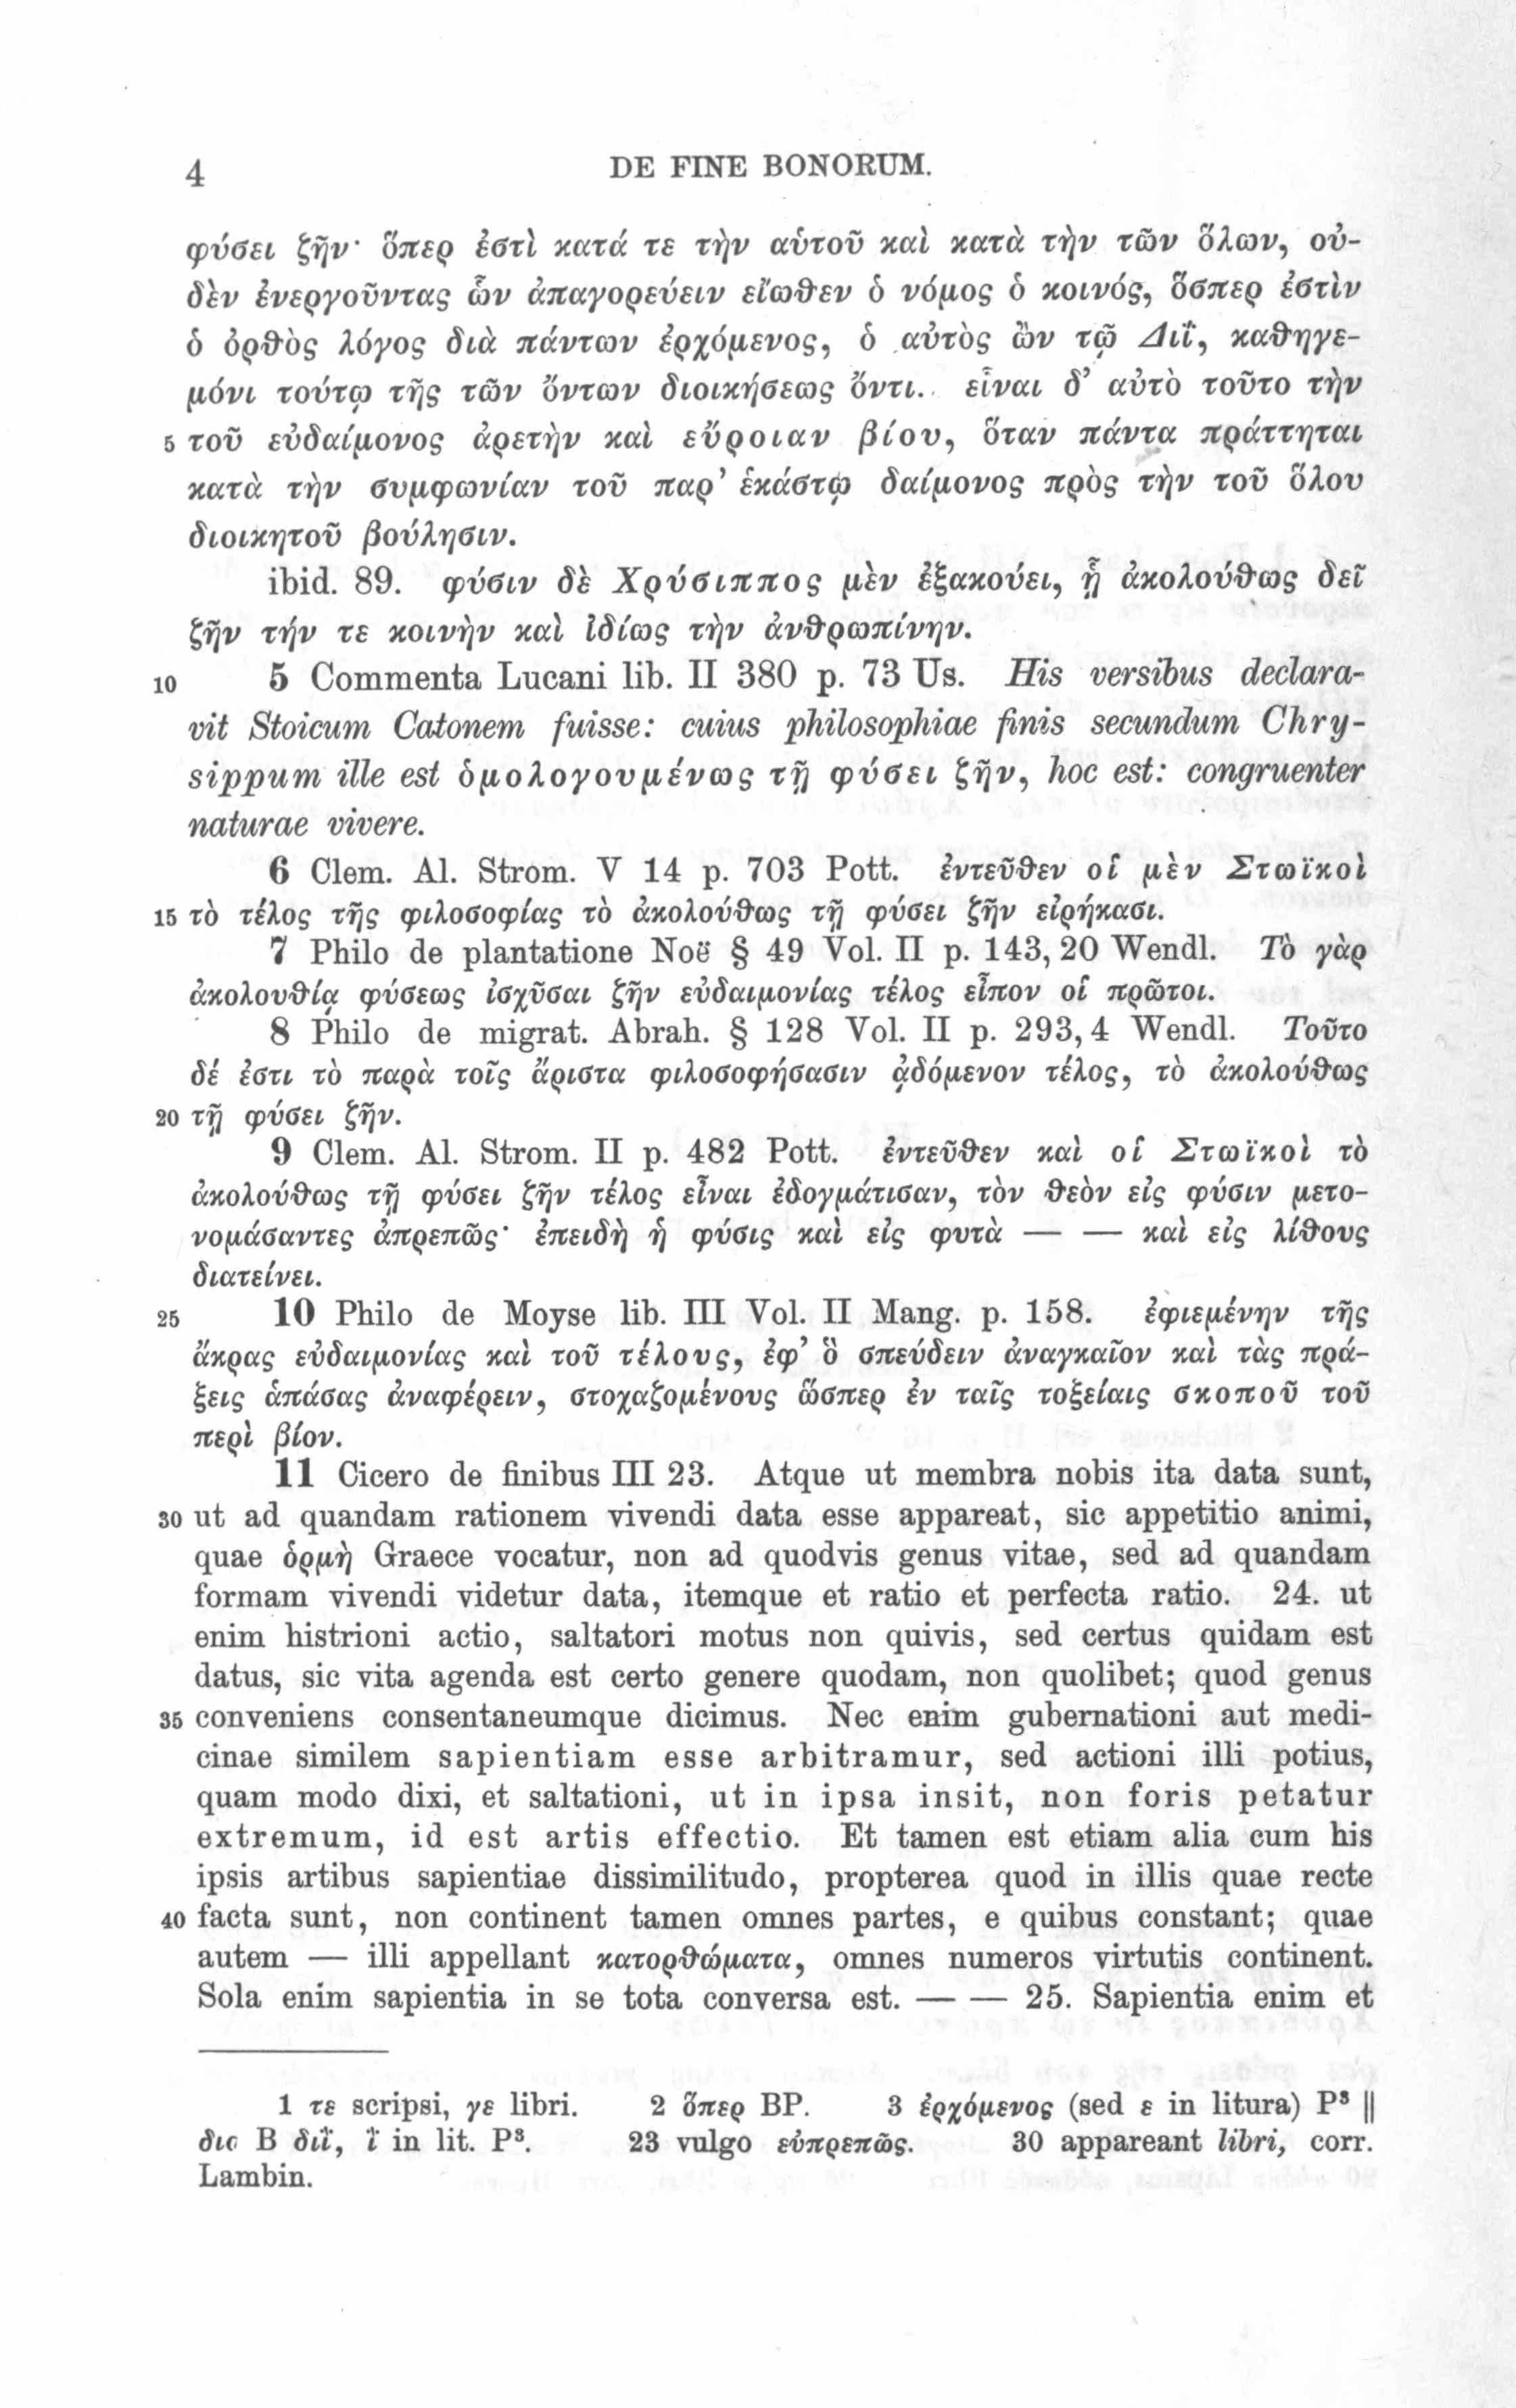 4 DE FINE BONORUM.
φύσει ζῆν· ὅπερ ἐστὶ κατά τε τὴν αὑτοῦ καὶ κατὰ τὴν τῶν ὅλων, οὐ-
δὲν ἐνεργοῦντας ὧν ἀπαγορεύειν εἴωθεν ὁ νόμος ὁ κοινός, ὅσπερ ἐστὶν
ὁ ὀρθὸς λόγος διὰ πάντων ἐρχόμενος, ὁ αὐτὸς ὢν τῷ Διΐ, καθηγε-
μόνι τούτῳ τῆς τῶν ὄντων διοικήσεως ὄντι. εἶναι δ' αὐτὸ τοῦτο τὴν
5 τοῦ εὐδαίμονος ἀρετὴν καὶ εὔροιαν βίου, ὅταν πάντα πράττηται
κατὰ τὴν συμφωνίαν τοῦ παρ' ἑκάστῳ δαίμονος πρὸς τὴν τοῦ ὅλου
διοικητοῦ βούλησιν.
ibid. 89. φύσιν δὲ Χρύσιππος μὲν ἐξακούει, ᾗ ἀκολούθως δεῖ
ζῆν τήν τε κοινὴν καὶ ἰδίως τὴν ἀνθρωπίνην.
10 5 Commenta Lucani lib. II 380 p. 73 Us. His versibus declara-
vit Stoicum Catonem fuisse: cuius philosophiae finis secundum Chry-
sippum ille est ὁμολογουμένως τῇ φύσει ζῆν, hoc est: congruenter
naturae vivere.
6 Clem. Al. Strom. V 14 p. 703 Pott. ἐντεῦθεν οἱ μὲν Στωϊκοὶ
15 τὸ τέλος τῆς φιλοσοφίας τὸ ἀκολούθως τῇ φύσει ζῆν εἰρήκασι.
7 Philo de plantatione Noë § 49 Vol. II p. 143,20 Wendl. Τὸ γὰρ
ἀκολουθίᾳ φύσεως ἰσχῦσαι ζῆν εὐδαιμονίας τέλος εἶπον οἱ πρῶτοι.
8 Philo de migrat. Abrah. § 128 Vol. II p. 293,4 Wendl. Τοῦτο
δέ ἐστι τὸ παρὰ τοῖς ἄριστα φιλοσοφήσασιν ᾀδόμενον τέλος, τὸ ἀκολούθως
20 τῇ φύσει ζῆν.
9 Clem. Al. Strom. II p. 482 Pott. ἐντεῦθεν καὶ οἱ Στωϊκοὶ τὸ
ἀκολούθως τῇ φύσει ζῆν τέλος εἶναι ἐδογμάτισαν, τὸν θεὸν εἰς φύσιν μετο-
νομάσαντες ἀπρεπῶς· ἐπειδὴ ἡ φύσις καὶ εἰς φυτὰ — — καὶ εἰς λίθους
διατείνει.
25 10 Philo de Moyse lib. III Vol. II Mang. p. 158. ἐφιεμένην τῆς
ἄκρας εὐδαιμονίας καὶ τοῦ τέλους, ἐφ' ὃ σπεύδειν ἀναγκαῖον καὶ τὰς πρά-
ξεις ἁπάσας ἀναφέρειν, στοχαζομένους ὥσπερ ἐν ταῖς τοξείαις σκοποῦ τοῦ
περὶ βίον.
11 Cicero de finibus III 23. Atque ut membra nobis ita data sunt,
30 ut ad quandam rationem vivendi data esse appareat, sic appetitio animi,
quae ὁρμὴ Graece vocatur, non ad quodvis genus vitae, sed ad quandam
formam vivendi videtur data, itemque et ratio et perfecta ratio. 24. ut
enim histrioni actio, saltatori motus non quivis, sed certus quidam est
datus, sic vita agenda est certo genere quodam, non quolibet; quod genus
35 conveniens consentaneumque dicimus. Nec enim gubernationi aut medi-
cinae similem sapientiam esse arbitramur, sed actioni illi potius,
quam modo dixi, et saltationi, ut in ipsa insit, non foris petatur
extremum, id est artis effectio. Et tamen est etiam alia cum his
ipsis artibus sapientiae dissimilitudo, propterea quod in illis quae recte
40 facta sunt, non continent tamen omnes partes, e quibus constant; quae
autem — illi appellant κατορθώματα, omnes numeros virtutis continent.
Sola enim sapientia in se tota conversa est. — — 25. Sapientia enim et
1 τε scripsi, γε libri. 2 ὅπερ BP. 3 ἐρχόμενος (sed ε in litura) P³ ||
διο B διΐ, ΐ in lit. P³. 23 vulgo εὐπρεπῶς. 30 appareant libri, corr.
Lambin.